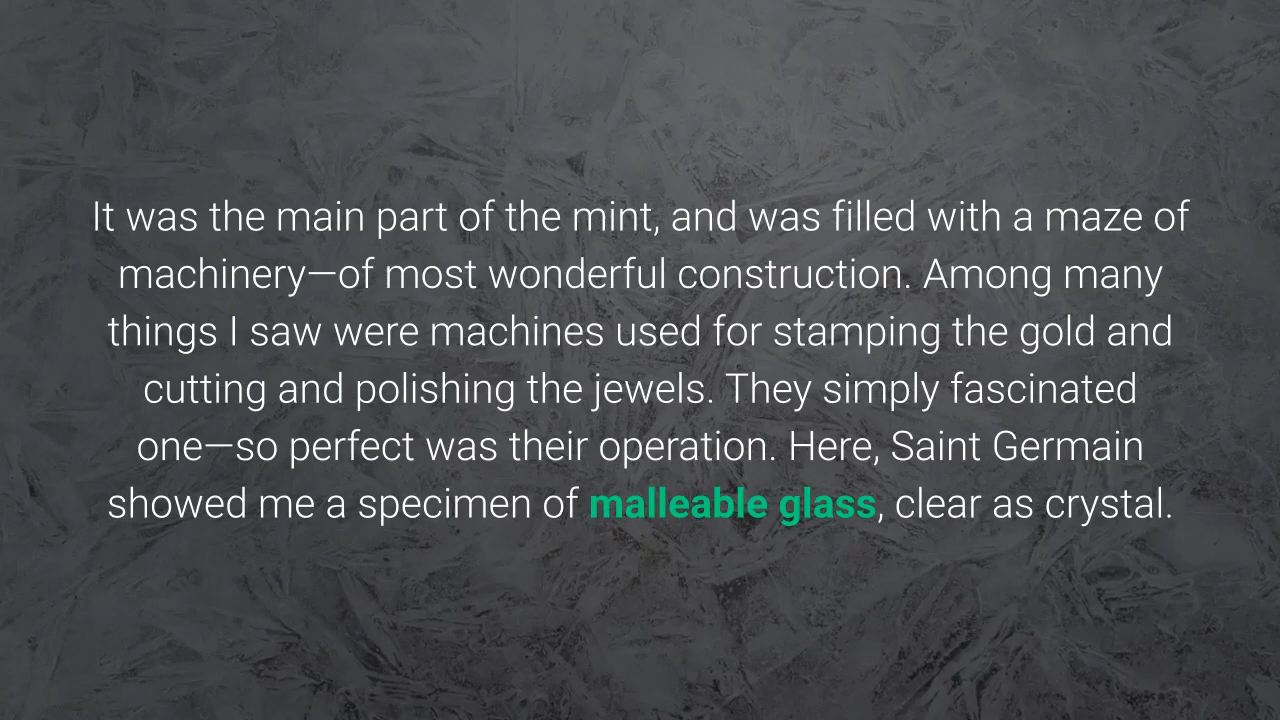 It was the main part of the mint, and was filled with a maze of
machinery—of most wonderful construction. Among many
things I saw were machines used for stamping the gold and
cutting and polishing the jewels. They simply fascinated
one—so perfect was their operation. Here, Saint Germain
showed me a specimen of malleable glass, clear as crystal.